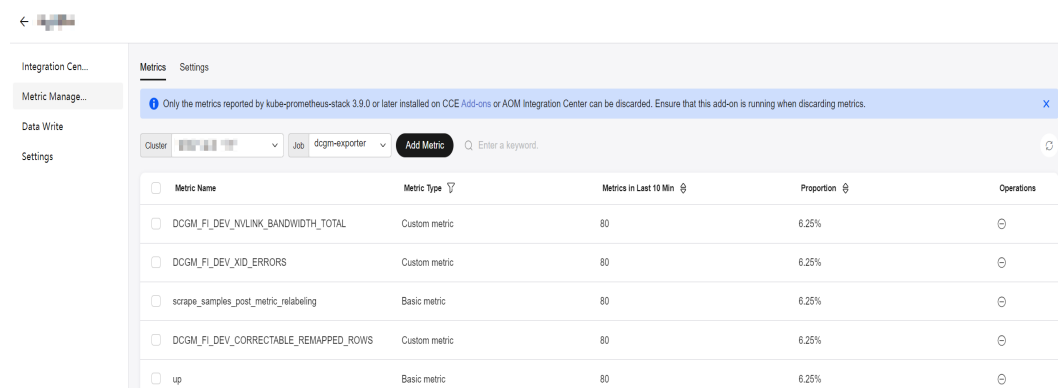 Integration Cen...
Metric Manage...
Data Write
Settings
Metrics Settings
Only the metrics reported by kube-prometheus-stack 3.9.0 or later installed on CCE Add-ons or AOM Integration Center can be discarded. Ensure that this add-on is running when discarding metrics.
Cluster Job dcgm-exporter Add Metric Enter a keyword.
Metric Name Metric Type Metrics in Last 10 Min Proportion Operations
DCGM_FI_DEV_NVLINK_BANDWIDTH_TOTAL Custom metric 80 6.25%
DCGM_FI_DEV_XID_ERRORS Custom metric 80 6.25%
scrape_samples_post_metric_relabeling Basic metric 80 6.25%
DCGM_FI_DEV_CORRECTABLE_REMAPPED_ROWS Custom metric 80 6.25%
up Basic metric 80 6.25%